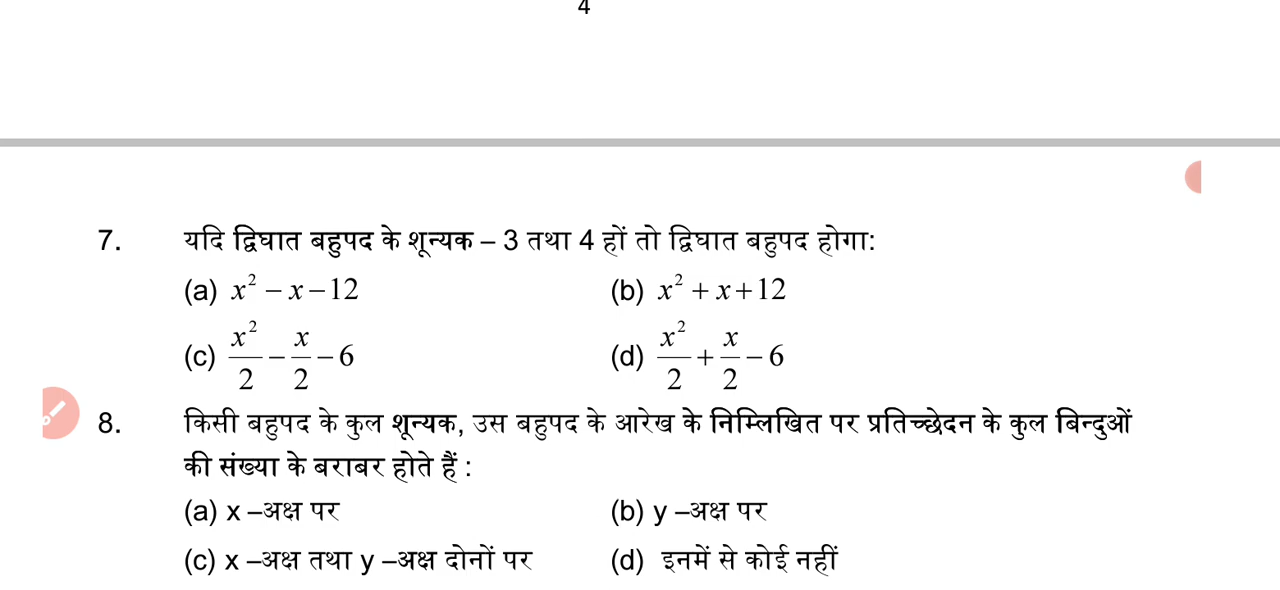 4
7. यदि द्विघात बहुपद के शून्यक – 3 तथा 4 हों तो द्विघात बहुपद होगा:
(a) x² − x − 12 (b) x² + x + 12
(c) x²/2 − x/2 − 6 (d) x²/2 + x/2 − 6
8. किसी बहुपद के कुल शून्यक, उस बहुपद के आरेख के निम्लिखित पर प्रतिच्छेदन के कुल बिन्दुओं
की संख्या के बराबर होते हैं :
(a) x –अक्ष पर (b) y –अक्ष पर
(c) x –अक्ष तथा y –अक्ष दोनों पर (d) इनमें से कोई नहीं